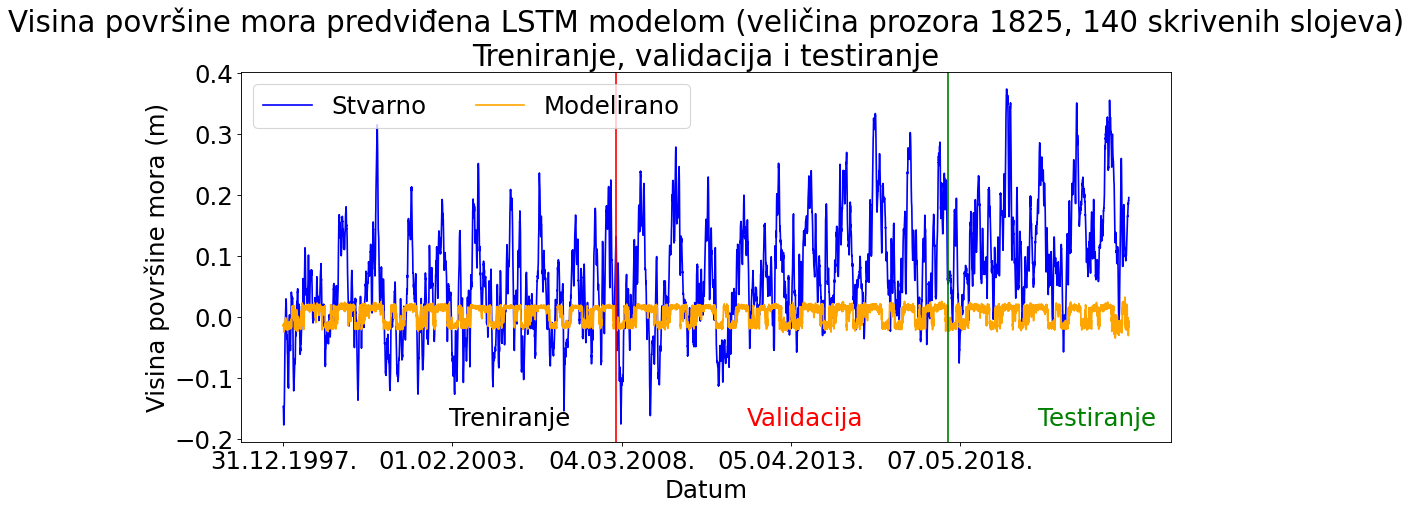 Visina površine mora predviđena LSTM modelom (veličina prozora 1825, 140 skrivenih slojeva)
Treniranje, validacija i testiranje
Stvarno
Modelirano
Visina površine mora (m)
0.4
0.3
0.2
0.1
0.0
−0.1
−0.2
Treniranje
Validacija
Testiranje
31.12.1997.
01.02.2003.
04.03.2008.
05.04.2013.
07.05.2018.
Datum